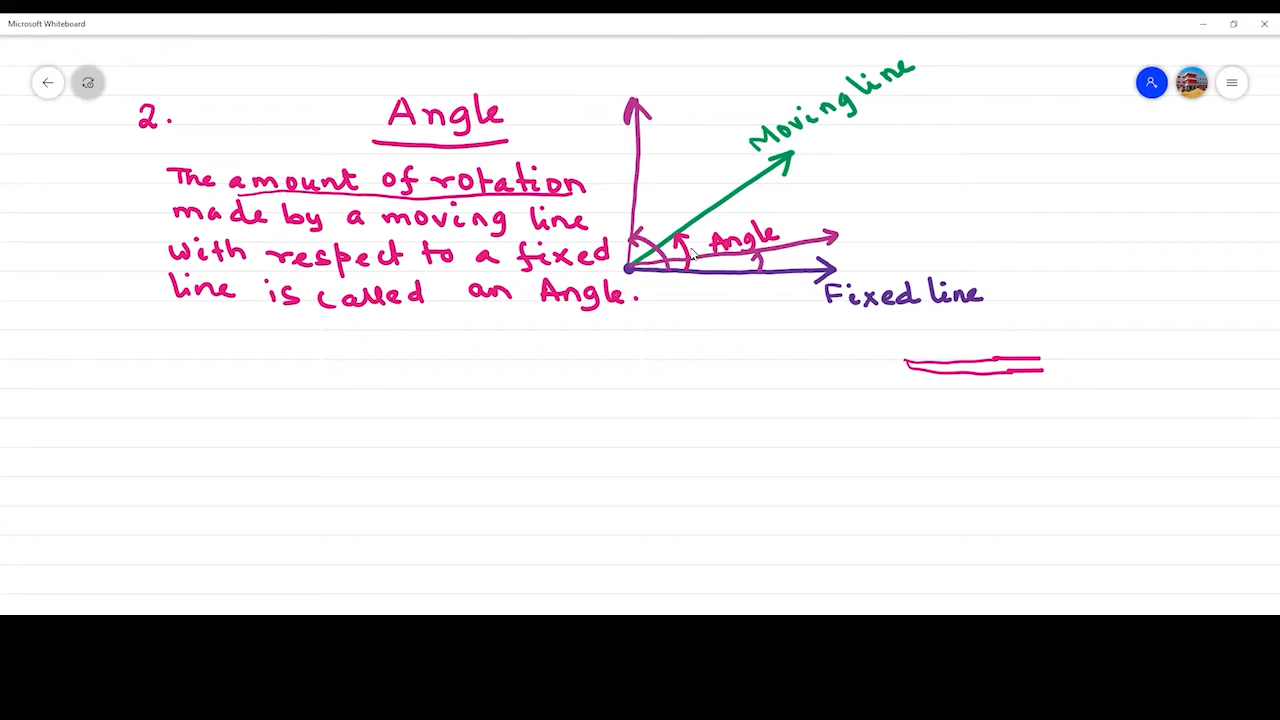 Microsoft Whiteboard
2. Angle
The amount of rotation
made by a moving line
with respect to a fixed
line is called an Angle.
Moving line
Angle
Fixed line